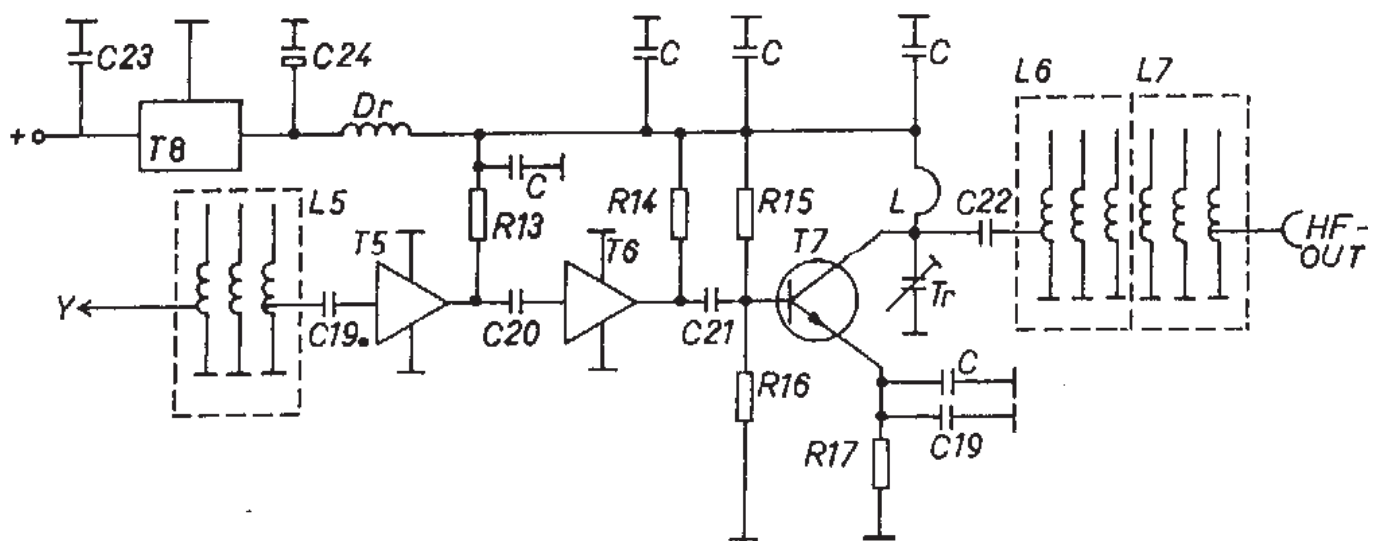 C23
C24
C
C
C
L6
L7
+
T8
Dr
C
L5
R13
R14
R15
L
C22
T5
T6
T7
HF-
OUT
Y
Tr
C19.
C20
C21
R16
C
C19
R17